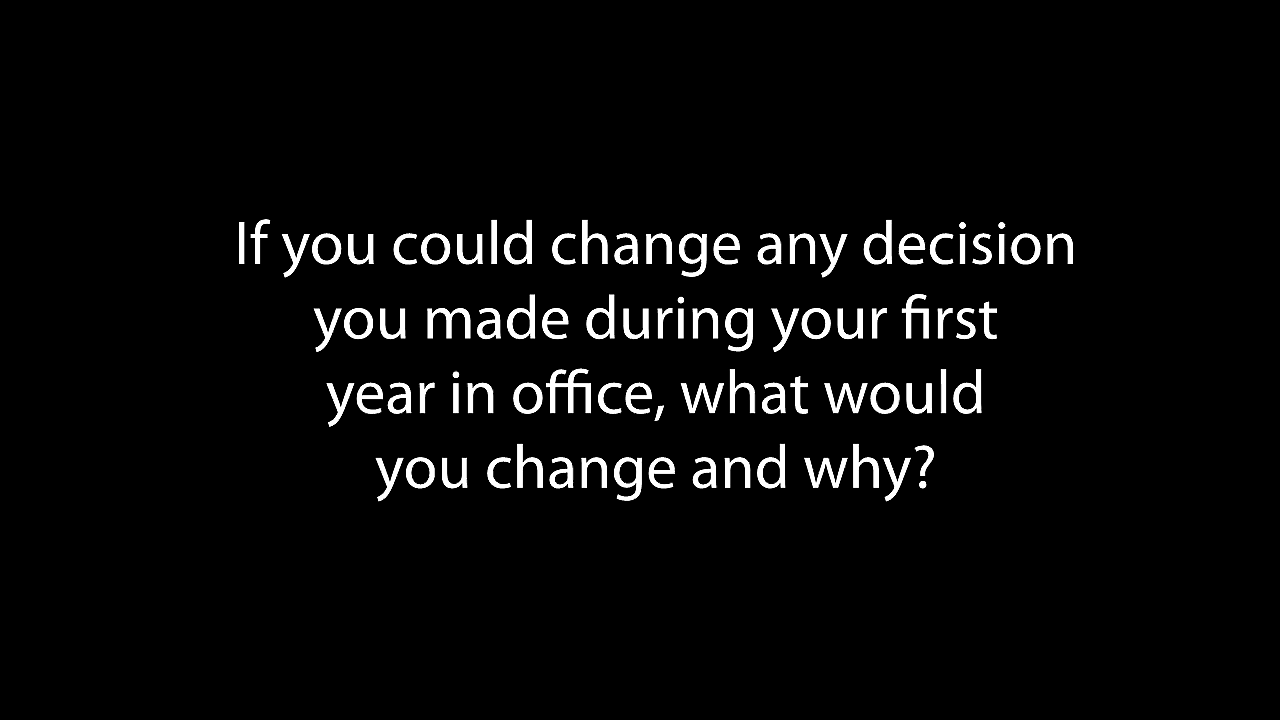 If you could change any decision
you made during your first
year in office, what would
you change and why?